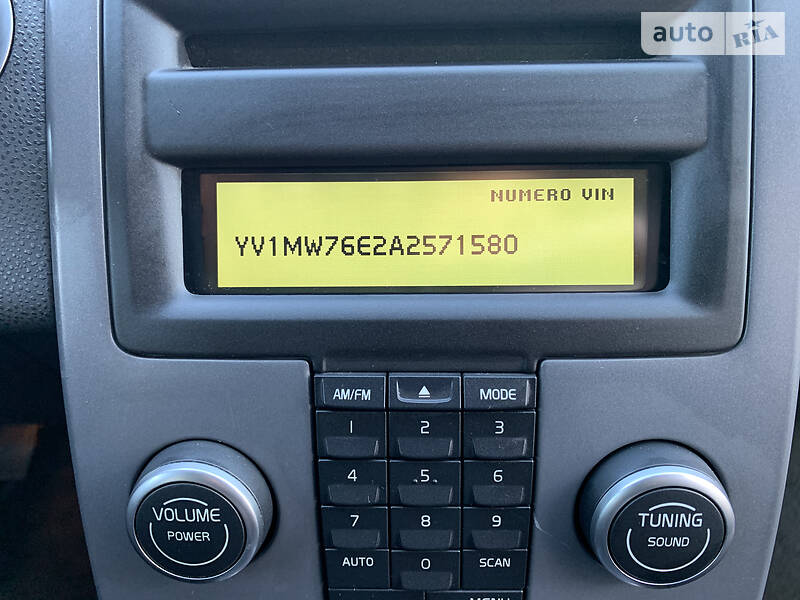 auto RIA
NUMERO VIN
YV1MW76E2A2571580
AM/FM MODE
1 2 3
4 5 6
7 8 9
AUTO 0 SCAN
MENU
VOLUME
POWER
TUNING
SOUND